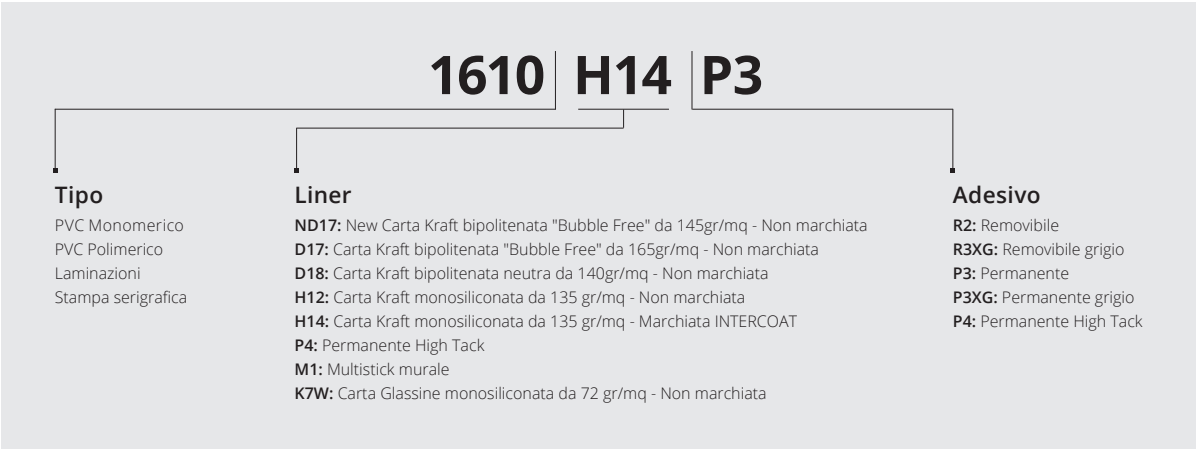 1610 H14 P3
Tipo
PVC Monomerico
PVC Polimerico
Laminazioni
Stampa serigrafica
Liner
ND17: New Carta Kraft bipolitenata "Bubble Free" da 145gr/mq - Non marchiata
D17: Carta Kraft bipolitenata "Bubble Free" da 165gr/mq - Non marchiata
D18: Carta Kraft bipolitenata neutra da 140gr/mq - Non marchiata
H12: Carta Kraft monosiliconata da 135 gr/mq - Non marchiata
H14: Carta Kraft monosiliconata da 135 gr/mq - Marchiata INTERCOAT
P4: Permanente High Tack
M1: Multistick murale
K7W: Carta Glassine monosiliconata da 72 gr/mq - Non marchiata
Adesivo
R2: Removibile
R3XG: Removibile grigio
P3: Permanente
P3XG: Permanente grigio
P4: Permanente High Tack